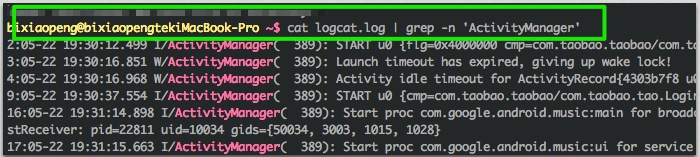 bixiaopeng@bixiaopengtekiMacBook-Pro ~$ cat logcat.log | grep -n 'ActivityManager'
2:05-22 19:30:12.499 I/ActivityManager(  389): START u0 {flg=0x4000000 cmp=com.taobao.taobao/com.ta
3:05-22 19:30:16.851 W/ActivityManager(  389): Launch timeout has expired, giving up wake lock!
4:05-22 19:30:16.968 W/ActivityManager(  389): Activity idle timeout for ActivityRecord{4303b7f8 u0
9:05-22 19:30:37.554 I/ActivityManager(  389): START u0 {cmp=com.taobao.taobao/com.taobao.tao.Login
16:05-22 19:31:14.898 I/ActivityManager(  389): Start proc com.google.android.music:main for broadc
stReceiver: pid=22811 uid=10034 gids={50034, 3003, 1015, 1028}
17:05-22 19:31:15.663 I/ActivityManager(  389): Start proc com.google.android.music:ui for service